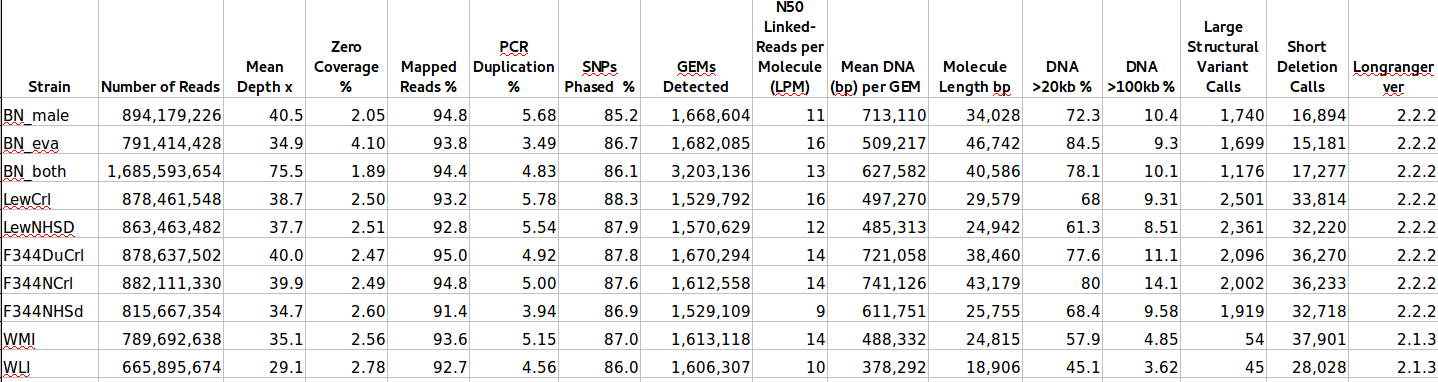 Strain Number of Reads Mean Depth x Zero Coverage % Mapped Reads % PCR Duplication % SNPs Phased % GEMs Detected N50 Linked-Reads per Molecule (LPM) Mean DNA (bp) per GEM Molecule Length bp DNA >20kb % DNA >100kb % Large Structural Variant Calls Short Deletion Calls Longranger ver
BN_male 894,179,226 40.5 2.05 94.8 5.68 85.2 1,668,604 11 713,110 34,028 72.3 10.4 1,740 16,894 2.2.2
BN_eva 791,414,428 34.9 4.10 93.8 3.49 86.7 1,682,085 16 509,217 46,742 84.5 9.3 1,699 15,181 2.2.2
BN_both 1,685,593,654 75.5 1.89 94.4 4.83 86.1 3,203,136 13 627,582 40,586 78.1 10.1 1,176 17,277 2.2.2
LewCrl 878,461,548 38.7 2.50 93.2 5.78 88.3 1,529,792 16 497,270 29,579 68 9.31 2,501 33,814 2.2.2
LewNHSD 863,463,482 37.7 2.51 92.8 5.54 87.9 1,570,629 12 485,313 24,942 61.3 8.51 2,361 32,220 2.2.2
F344DuCrl 878,637,502 40.0 2.47 95.0 4.92 87.8 1,670,294 14 721,058 38,460 77.6 11.1 2,096 36,270 2.2.2
F344NCrl 882,111,330 39.9 2.49 94.8 5.00 87.6 1,612,558 14 741,126 43,179 80 14.1 2,002 36,233 2.2.2
F344NHSd 815,667,354 34.7 2.60 91.4 3.94 86.9 1,529,109 9 611,751 25,755 68.4 9.58 1,919 32,718 2.2.2
WMI 789,692,638 35.1 2.56 93.6 5.15 87.0 1,613,118 14 488,332 24,815 57.9 4.85 54 37,901 2.1.3
WLI 665,895,674 29.1 2.78 92.7 4.56 86.0 1,606,307 10 378,292 18,906 45.1 3.62 45 28,028 2.1.3